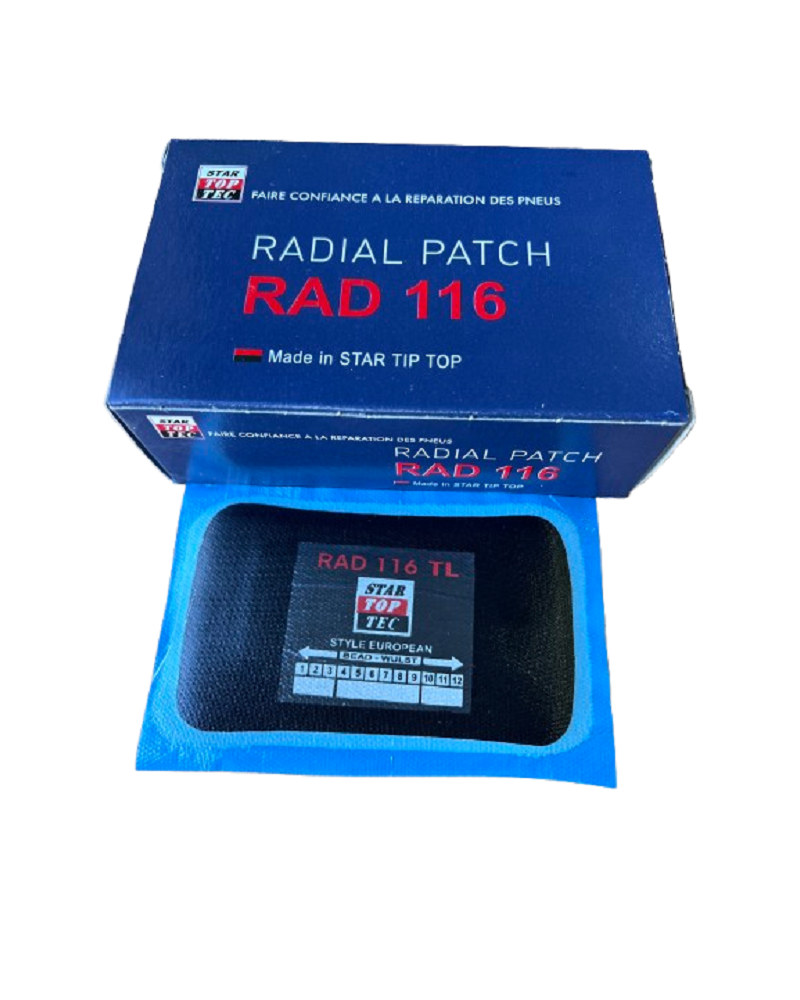 STAR
TOP
TEC
FAIRE CONFIANCE A LA REPARATION DES PNEUS
RADIAL PATCH
RAD 116
Made in STAR TIP TOP
STAR
TOP
TEC
FAIRE CONFIANCE A LA REPARATION DES PNEUS
RADIAL PATCH
RAD 116
Made in STAR TIP TOP
RAD 116 TL
STAR
TOP
TEC
STYLE EUROPEAN
BEAD - WULST
1 2 3 4 5 6 7 8 9 10 11 12